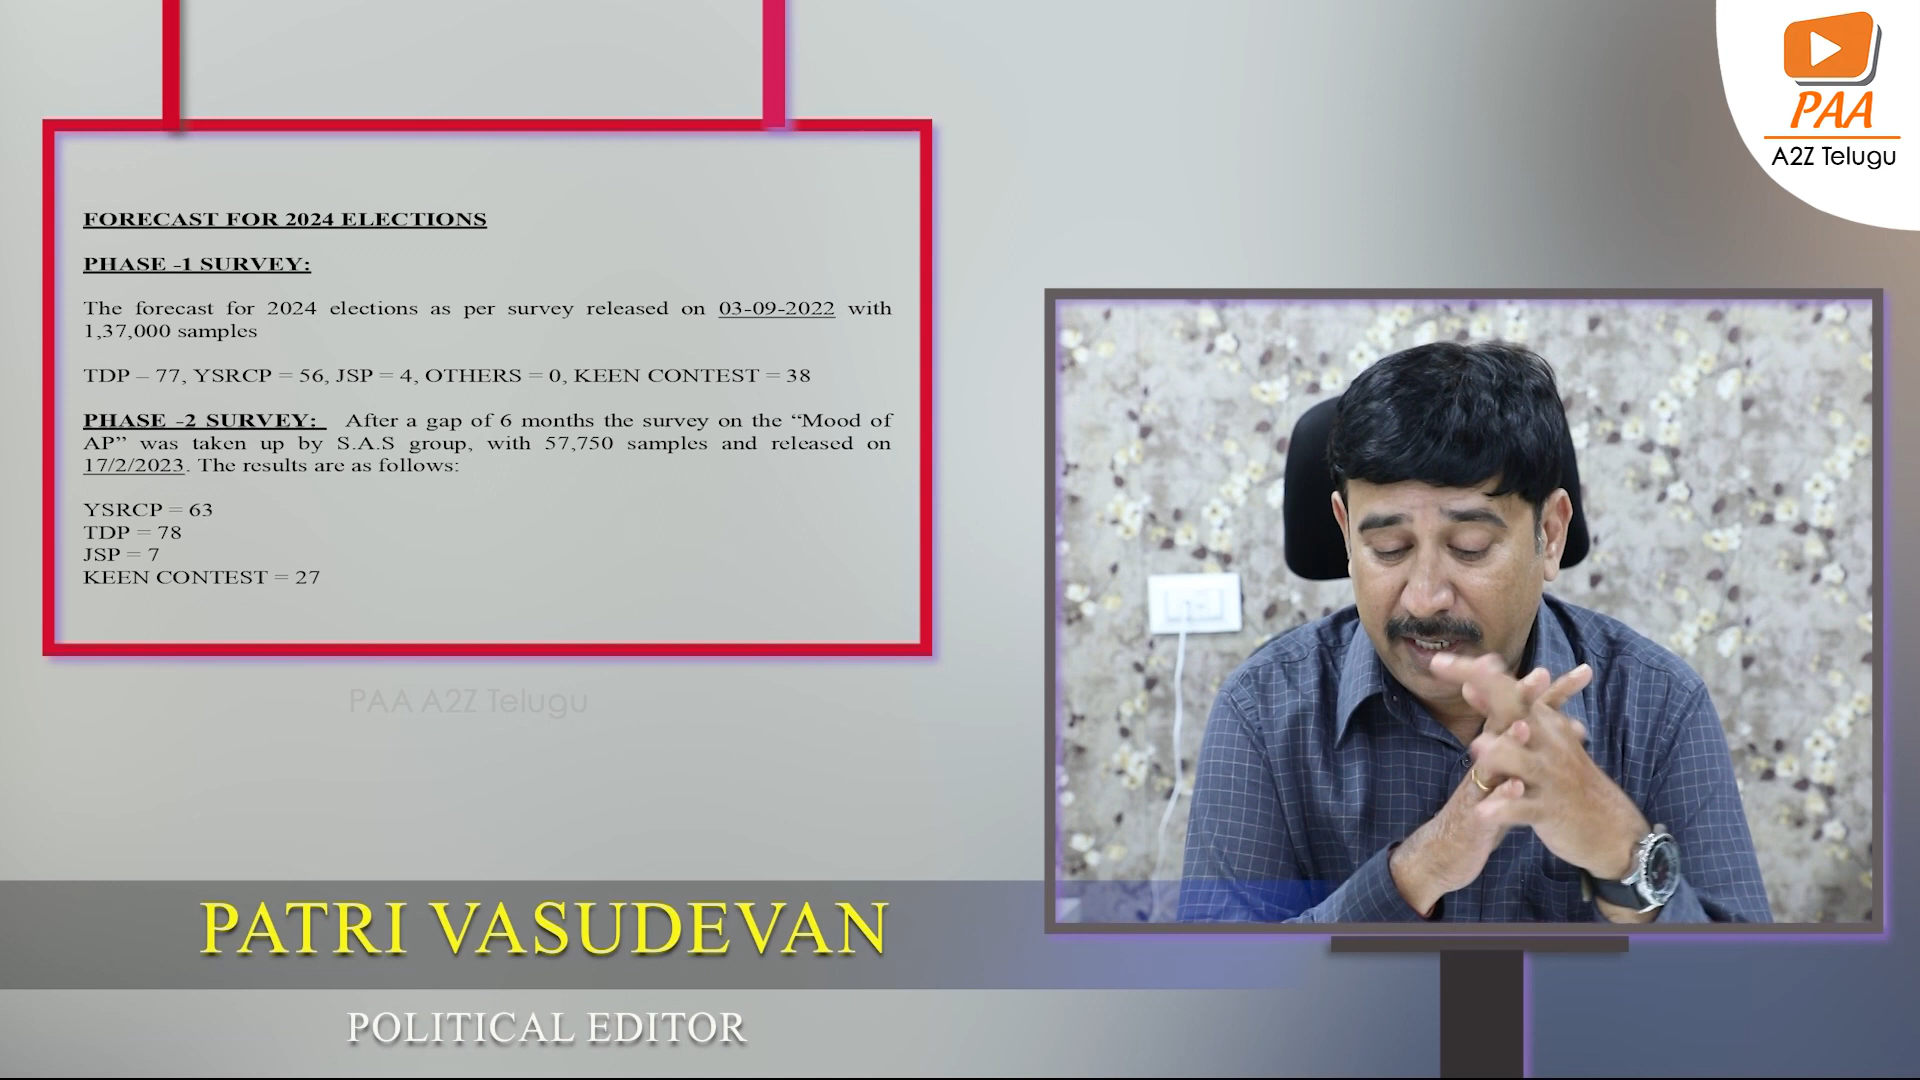 PAA
A2Z Telugu
FORECAST FOR 2024 ELECTIONS
PHASE -1 SURVEY:
The forecast for 2024 elections as per survey released on 03-09-2022 with
1,37,000 samples
TDP – 77, YSRCP = 56, JSP = 4, OTHERS = 0, KEEN CONTEST = 38
PHASE -2 SURVEY: After a gap of 6 months the survey on the “Mood of
AP” was taken up by S.A.S group, with 57,750 samples and released on
17/2/2023. The results are as follows:
YSRCP = 63
TDP = 78
JSP = 7
KEEN CONTEST = 27
PAA A2Z Telugu
PATRI VASUDEVAN
POLITICAL EDITOR